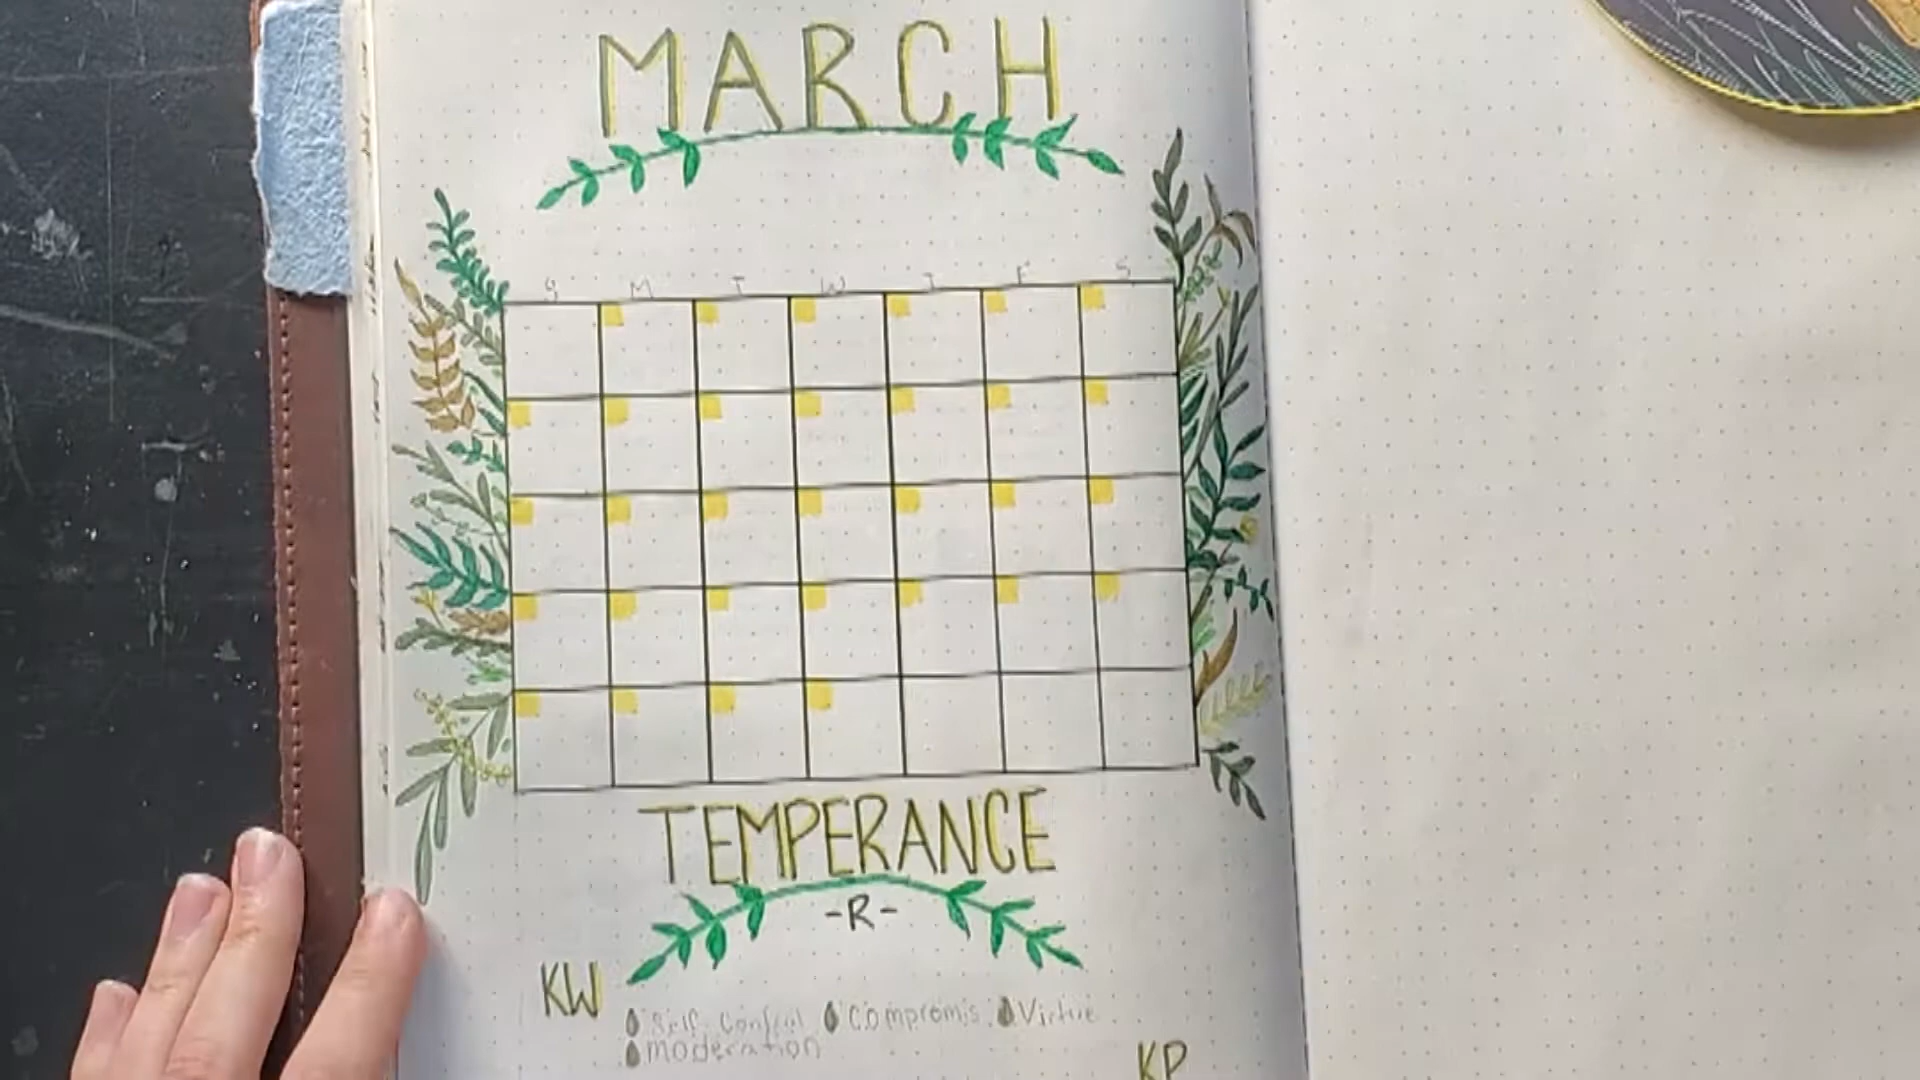 MARCH
S M T W T F S
TEMPERANCE
-R-
KW
Self-Control Compromis Virtue
moderation
KP